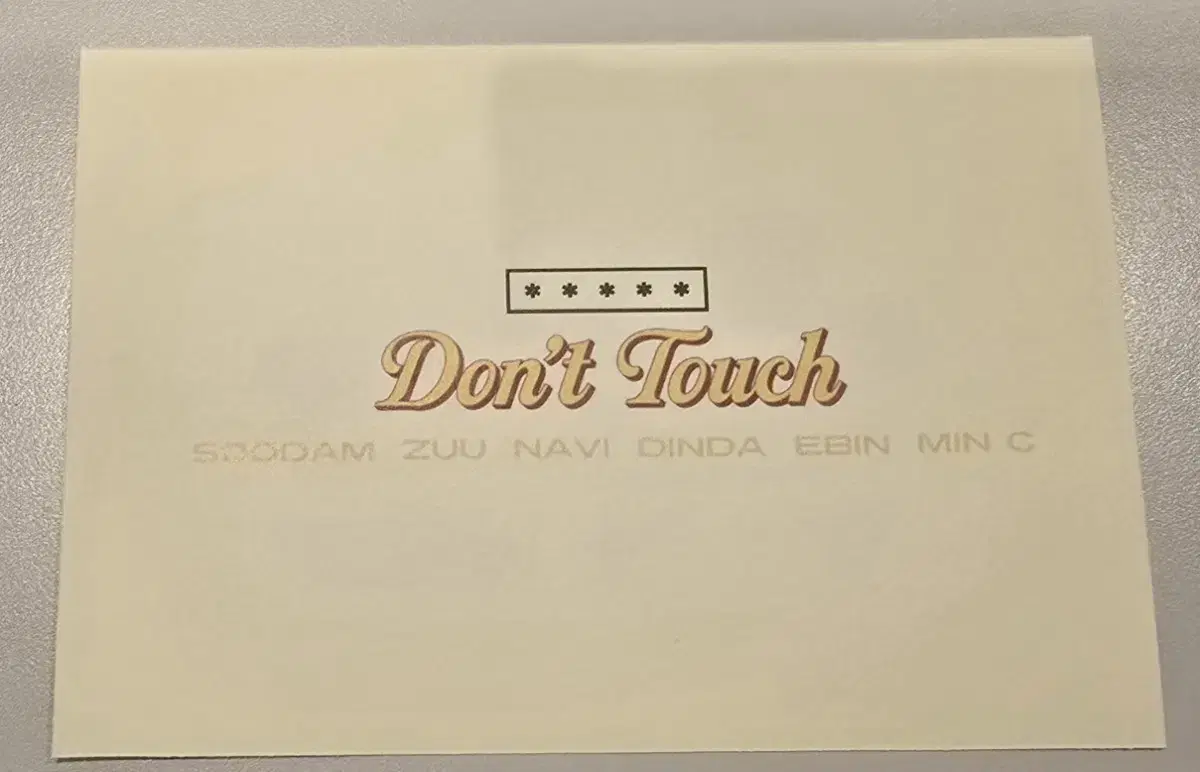 *****
Don't Touch
SOODAM ZUU NAVI DINDA EBIN MIN C